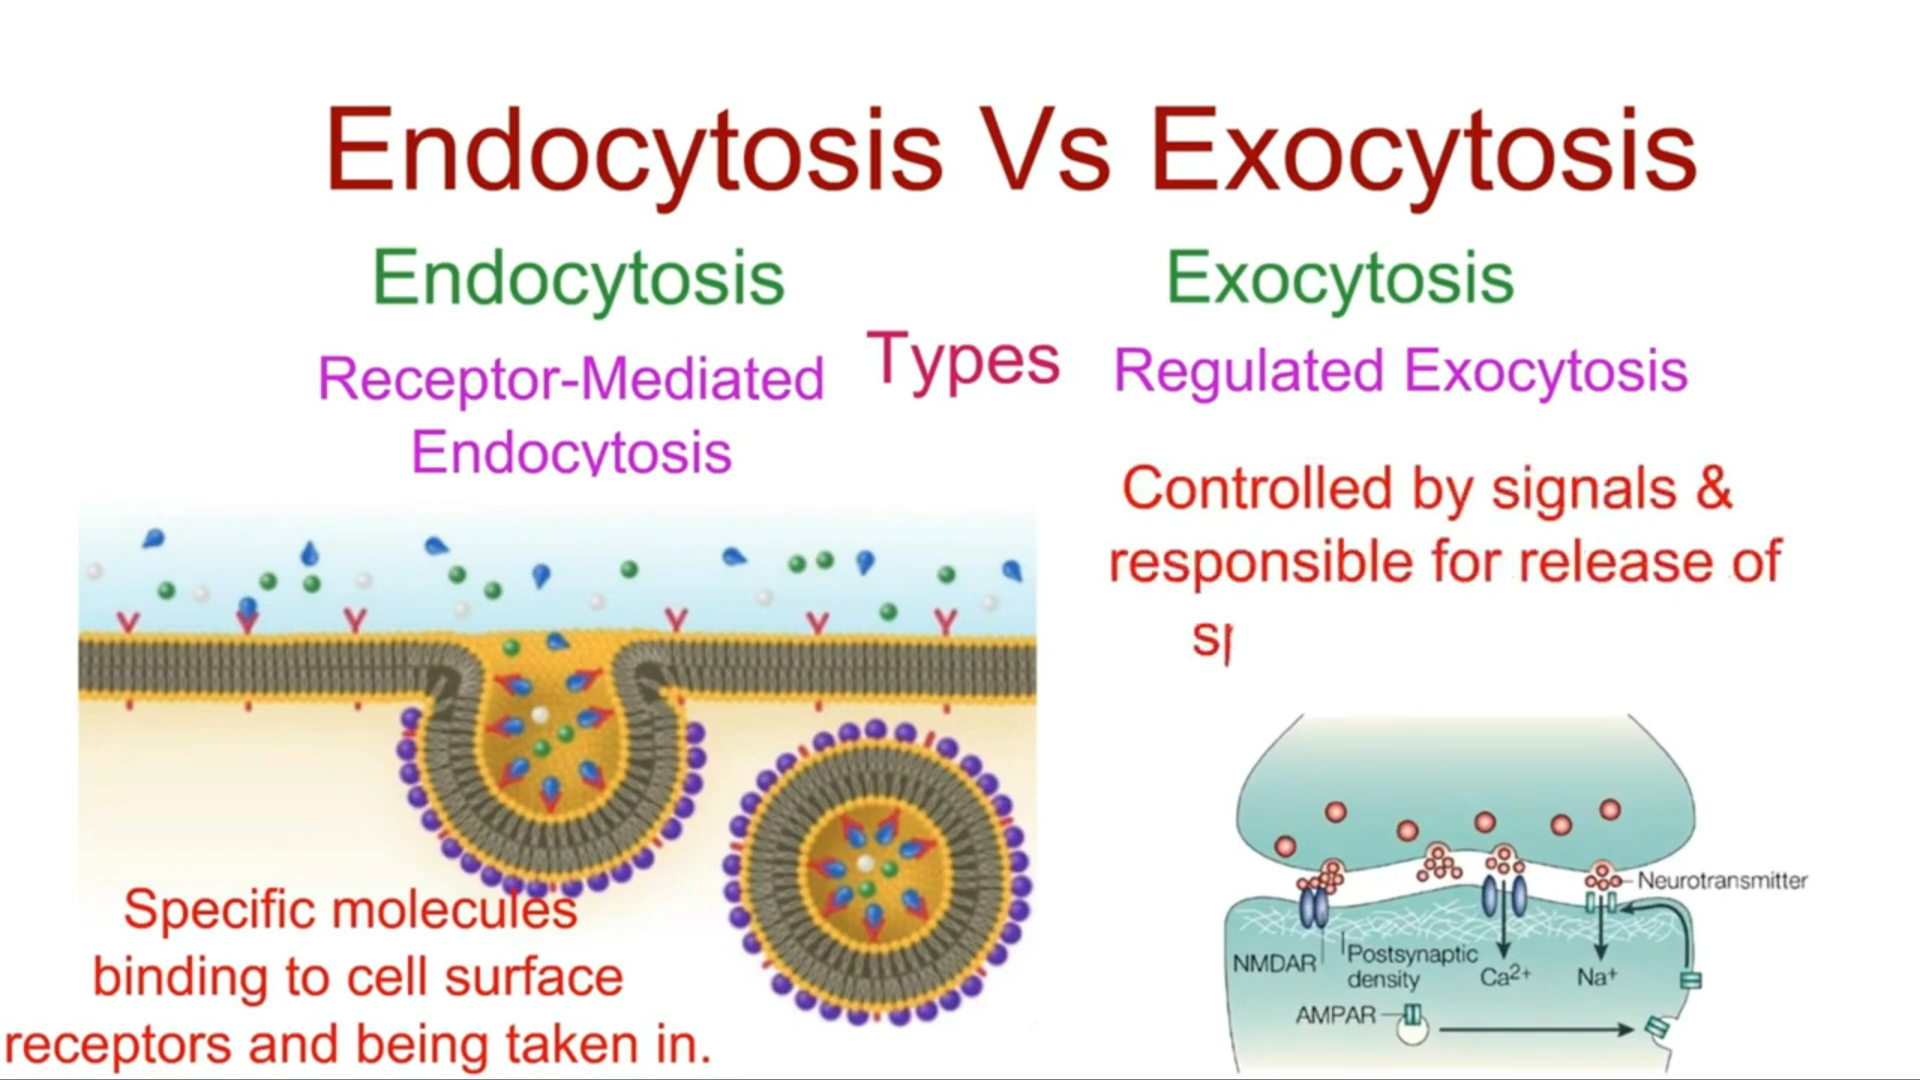 Endocytosis Vs Exocytosis
Endocytosis
Exocytosis
Types
Receptor-Mediated
Endocytosis
Regulated Exocytosis
Controlled by signals &
responsible for release of
Specific molecules
binding to cell surface
receptors and being taken in.
Neurotransmitter
NMDAR
Postsynaptic
density
Ca2+
Na+
AMPAR